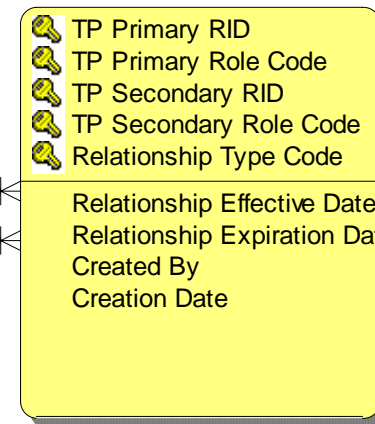 TP Primary RID
TP Primary Role Code
TP Secondary RID
TP Secondary Role Code
Relationship Type Code
Relationship Effective Date
Relationship Expiration Da
Created By
Creation Date